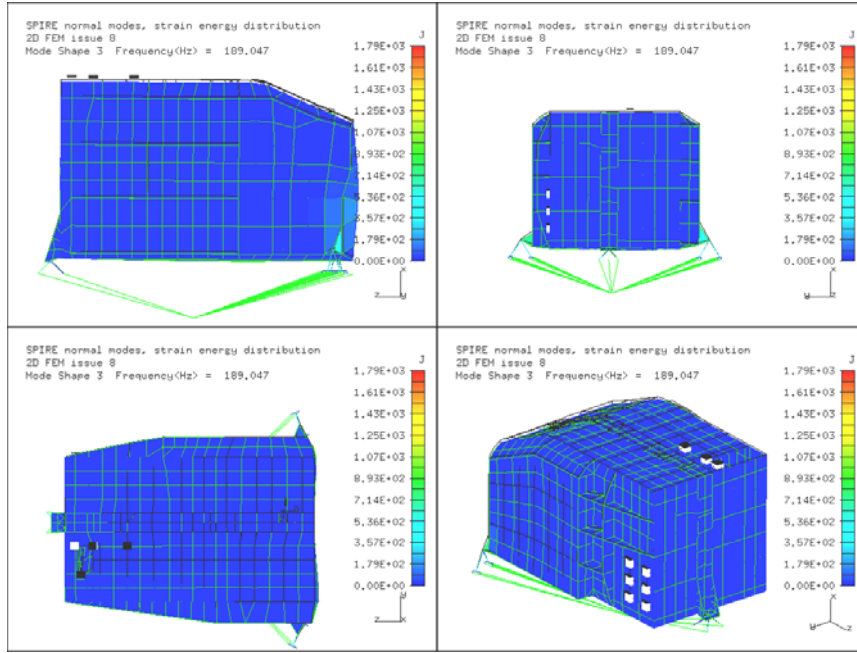 SPIRE normal modes, strain energy distribution
2D FEM issue 8
Mode Shape 3 Frequency(Hz) = 189.047
J
1.79E+03
1.61E+03
1.43E+03
1.25E+03
1.07E+03
8.93E+02
7.14E+02
5.36E+02
3.57E+02
1.79E+02
0.00E+00
x
z y
SPIRE normal modes, strain energy distribution
2D FEM issue 8
Mode Shape 3 Frequency(Hz) = 189.047
J
1.79E+03
1.61E+03
1.43E+03
1.25E+03
1.07E+03
8.93E+02
7.14E+02
5.36E+02
3.57E+02
1.79E+02
0.00E+00
x
y z
SPIRE normal modes, strain energy distribution
2D FEM issue 8
Mode Shape 3 Frequency(Hz) = 189.047
J
1.79E+03
1.61E+03
1.43E+03
1.25E+03
1.07E+03
8.93E+02
7.14E+02
5.36E+02
3.57E+02
1.79E+02
0.00E+00
y
z x
SPIRE normal modes, strain energy distribution
2D FEM issue 8
Mode Shape 3 Frequency(Hz) = 189.047
J
1.79E+03
1.61E+03
1.43E+03
1.25E+03
1.07E+03
8.93E+02
7.14E+02
5.36E+02
3.57E+02
1.79E+02
0.00E+00
x
y z